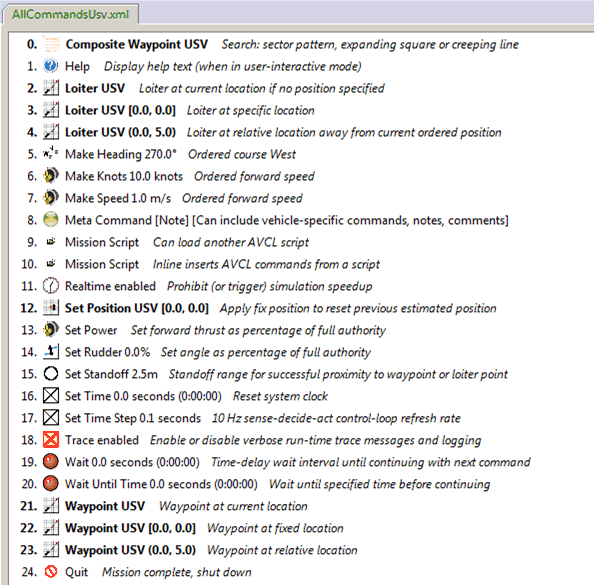 AllCommandsUsv.xml
0. Composite Waypoint USV Search: sector pattern, expanding square or creeping line
1. Help Display help text (when in user-interactive mode)
2. Loiter USV Loiter at current location if no position specified
3. Loiter USV [0.0, 0.0] Loiter at specific location
4. Loiter USV (0.0, 5.0) Loiter at relative location away from current ordered position
5. Make Heading 270.0° Ordered course West
6. Make Knots 10.0 knots Ordered forward speed
7. Make Speed 1.0 m/s Ordered forward speed
8. Meta Command [Note] [Can include vehicle-specific commands, notes, comments]
9. Mission Script Can load another AVCL script
10. Mission Script Inline inserts AVCL commands from a script
11. Realtime enabled Prohibit (or trigger) simulation speedup
12. Set Position USV [0.0, 0.0] Apply fix position to reset previous estimated position
13. Set Power Set forward thrust as percentage of full authority
14. Set Rudder 0.0% Set angle as percentage of full authority
15. Set Standoff 2.5m Standoff range for successful proximity to waypoint or loiter point
16. Set Time 0.0 seconds (0:00:00) Reset system clock
17. Set Time Step 0.1 seconds 10 Hz sense-decide-act control-loop refresh rate
18. Trace enabled Enable or disable verbose run-time trace messages and logging
19. Wait 0.0 seconds (0:00:00) Time-delay wait interval until continuing with next command
20. Wait Until Time 0.0 seconds (0:00:00) Wait until specified time before continuing
21. Waypoint USV Waypoint at current location
22. Waypoint USV [0.0, 0.0] Waypoint at fixed location
23. Waypoint USV (0.0, 5.0) Waypoint at relative location
24. Quit Mission complete, shut down